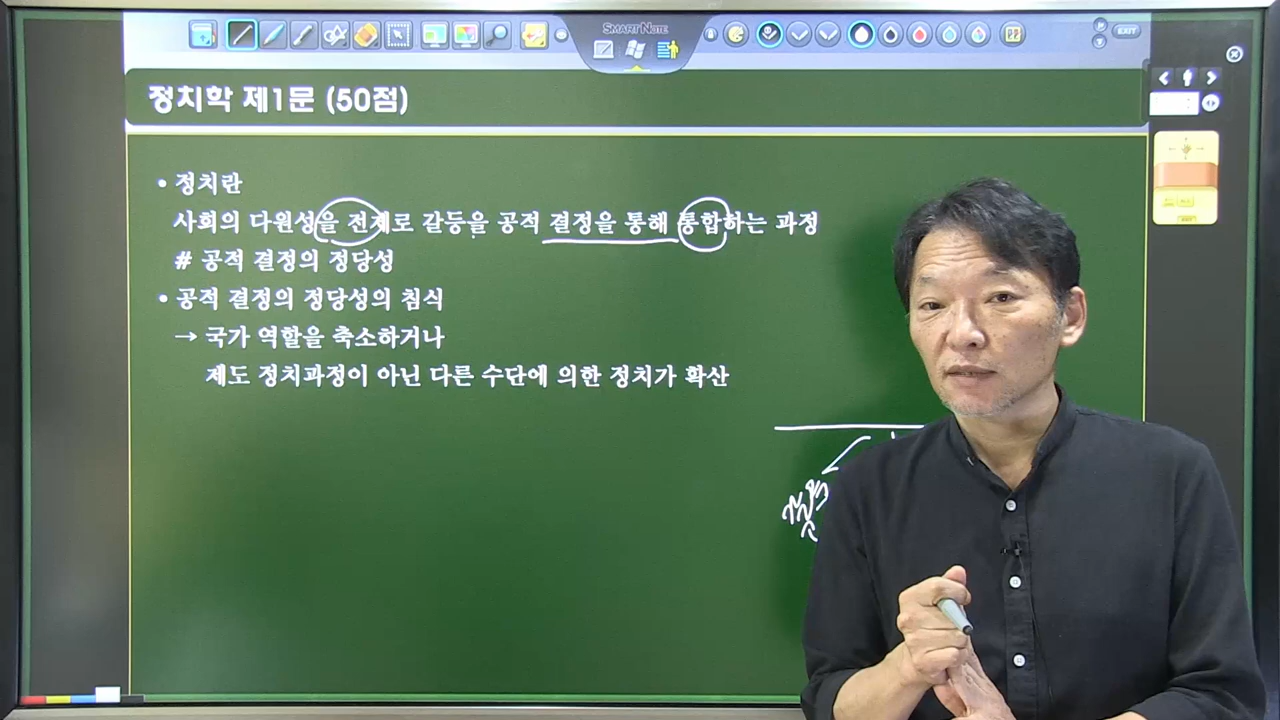 SMART NOTE
EXIT
정치학 제1문 (50점)
• 정치란
사회의 다원성을 전제로 갈등을 공적 결정을 통해 통합하는 과정
# 공적 결정의 정당성
• 공적 결정의 정당성의 침식
→ 국가 역할을 축소하거나
제도 정치과정이 아닌 다른 수단에 의한 정치가 확산